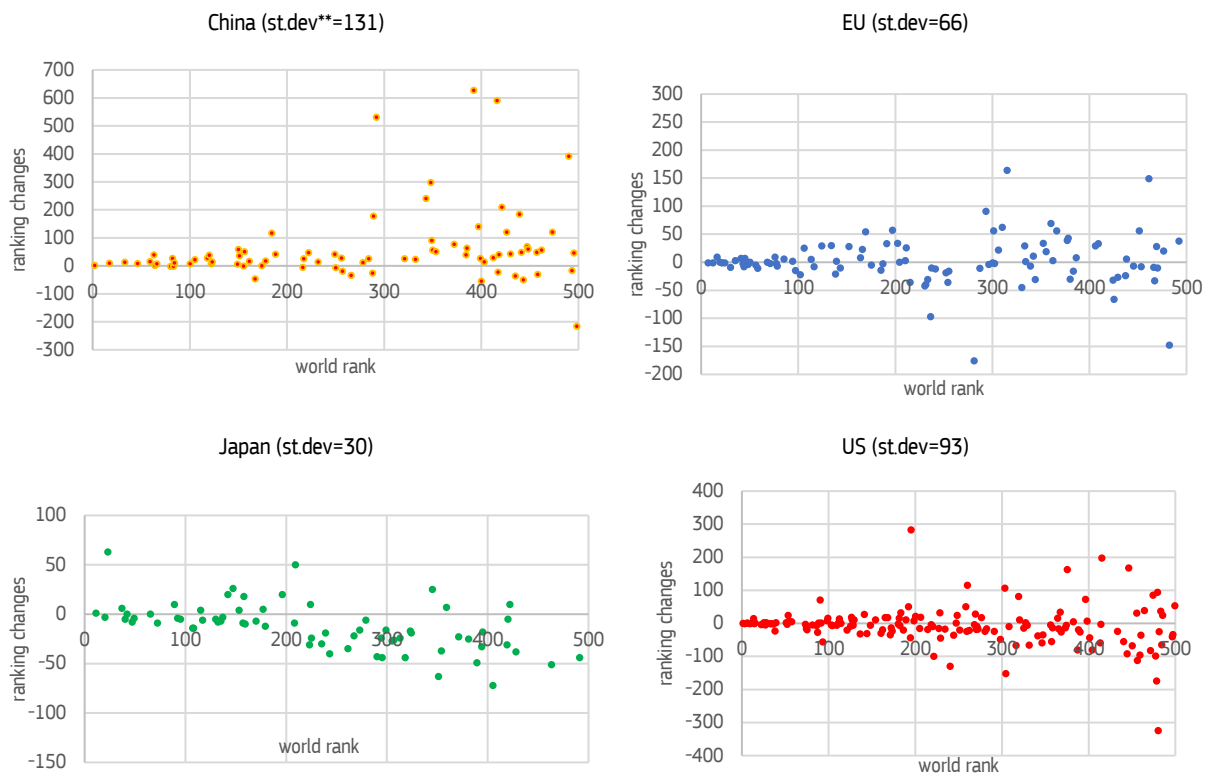 China (st.dev**=131)
700
600
500
400
300
200
100
0
-100
-200
-300
0 100 200 300 400 500
ranking changes
world rank
EU (st.dev=66)
300
250
200
150
100
50
0
-50
-100
-150
-200
0 100 200 300 400 500
ranking changes
world rank
Japan (st.dev=30)
100
50
0
-50
-100
-150
0 100 200 300 400 500
ranking changes
world rank
US (st.dev=93)
400
300
200
100
0
-100
-200
-300
-400
0 100 200 300 400 500
ranking changes
world rank